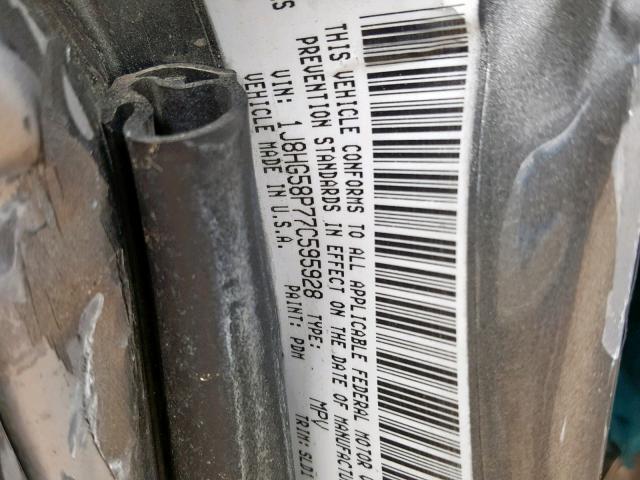 THIS VEHICLE CONFORMS TO ALL APPLICABLE FEDERAL MOTOR
PREVENTION STANDARDS IN EFFECT ON THE DATE OF MANUFACTU
VIN: 1J8HG58P77C595928 TYPE: MPV
VEHICLE MADE IN U.S.A. PAINT: PDM TRIM: SLD